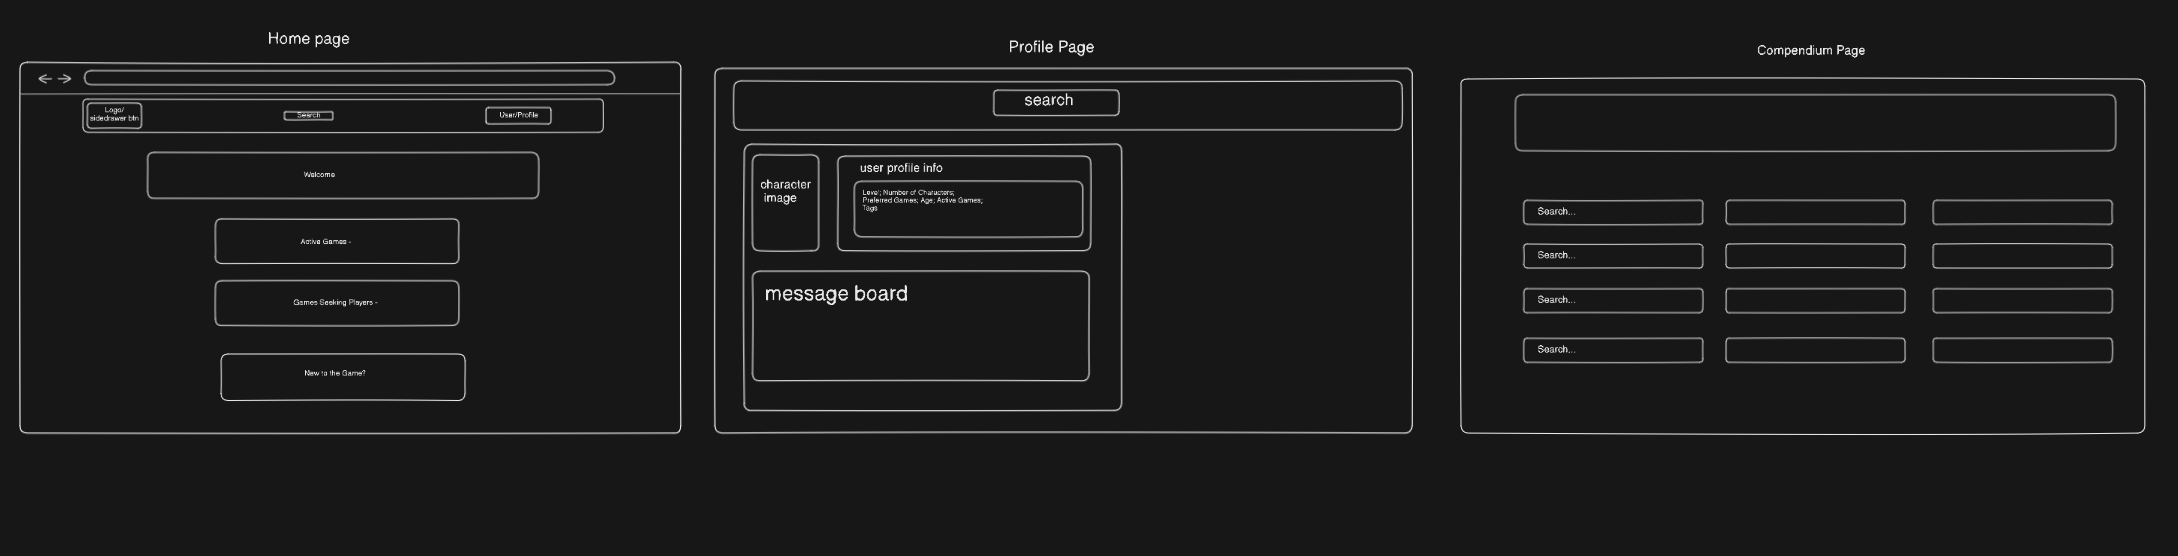 Home page
Logo/
sidedrawer btn
Search
User/Profile
Welcome
Active Games -
Games Seeking Players -
New to the Game?
Profile Page
search
character
image
user profile info
Level; Number of Characters;
Preferred Games; Age; Active Games;
Tags
message board
Compendium Page
Search...
Search...
Search...
Search...